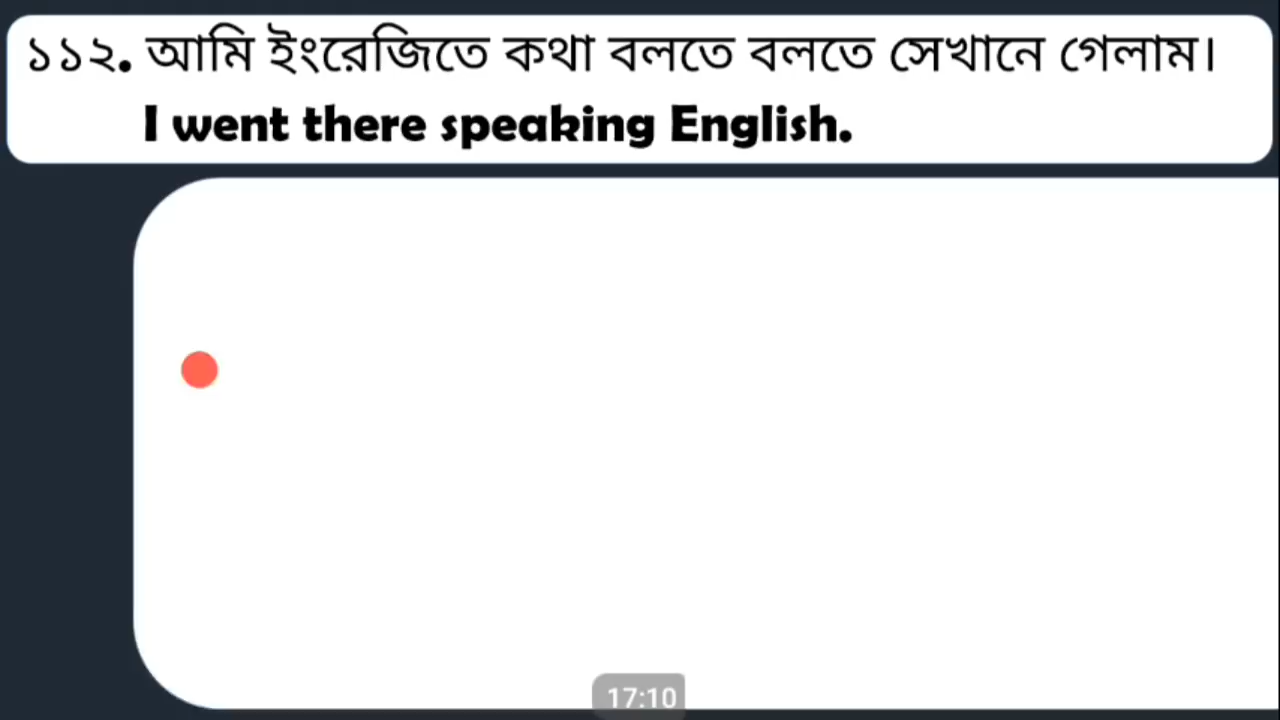 ১১২. আমি ইংরেজিতে কথা বলতে বলতে সেখানে গেলাম।
I went there speaking English.
17:10